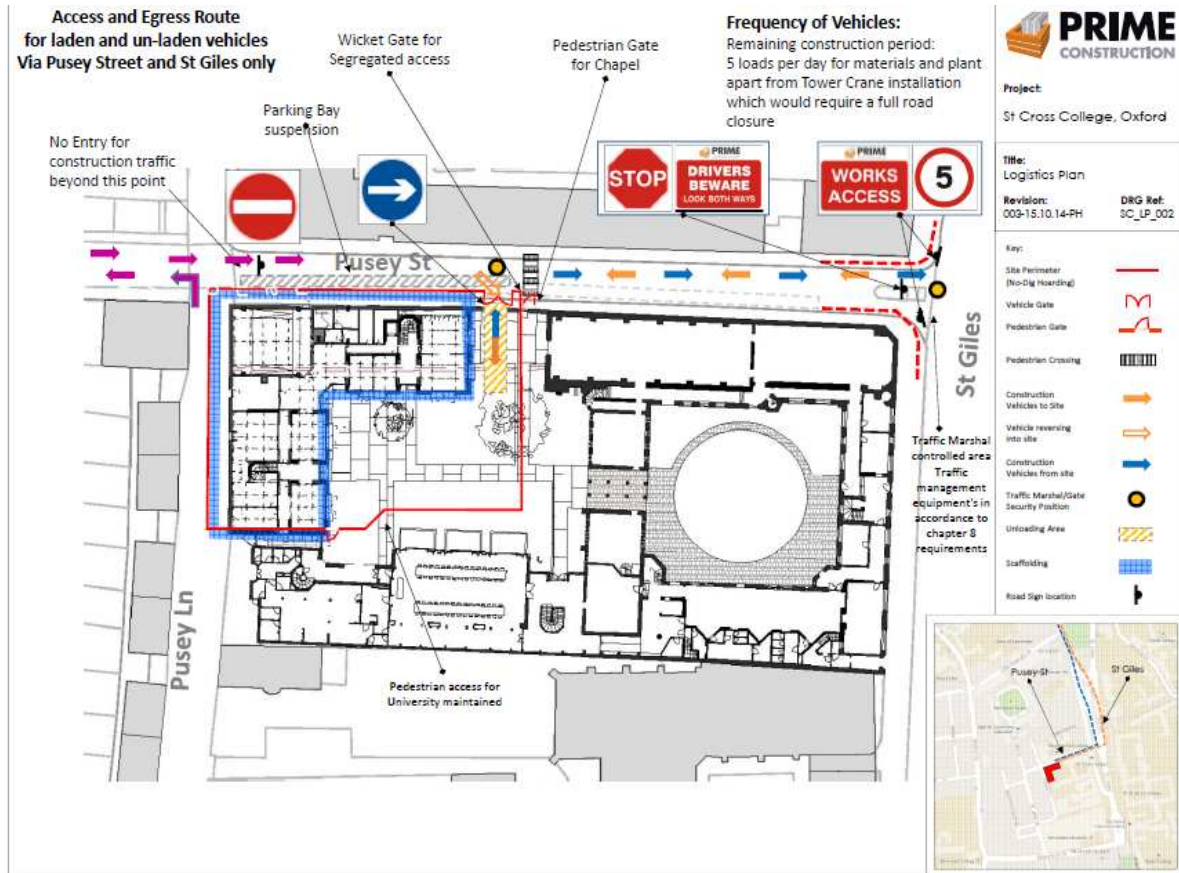 Access and Egress Route
for laden and un-laden vehicles
Via Pusey Street and St Giles only
Wicket Gate for
Segregated access
Pedestrian Gate
for Chapel
Frequency of Vehicles:
Remaining construction period:
5 loads per day for materials and plant
apart from Tower Crane installation
which would require a full road
closure
Parking Bay
suspension
No Entry for
construction traffic
beyond this point
STOP
PRIME
DRIVERS
BEWARE
LOOK BOTH WAYS
PRIME
WORKS
ACCESS
5
Pusey St
St Giles
Pusey Ln
Traffic Marshal
controlled area
Traffic
management
equipment's in
accordance to
chapter 8
requirements
Pedestrian access for
University maintained
PRIME
CONSTRUCTION
Project:
St Cross College, Oxford
Title:
Logistics Plan
Revision:
003-15.10.14-PH
DRG Ref:
SC_LP_002
Key:
Site Perimeter
(No-Dig Hoarding)
Vehicle Gate
Pedestrian Gate
Pedestrian Crossing
Construction
Vehicles to Site
Vehicle reversing
into site
Construction
Vehicles from site
Traffic Marshal/Gate
Security Position
Unloading Area
Scaffolding
Road Sign location
Pusey St
St Giles